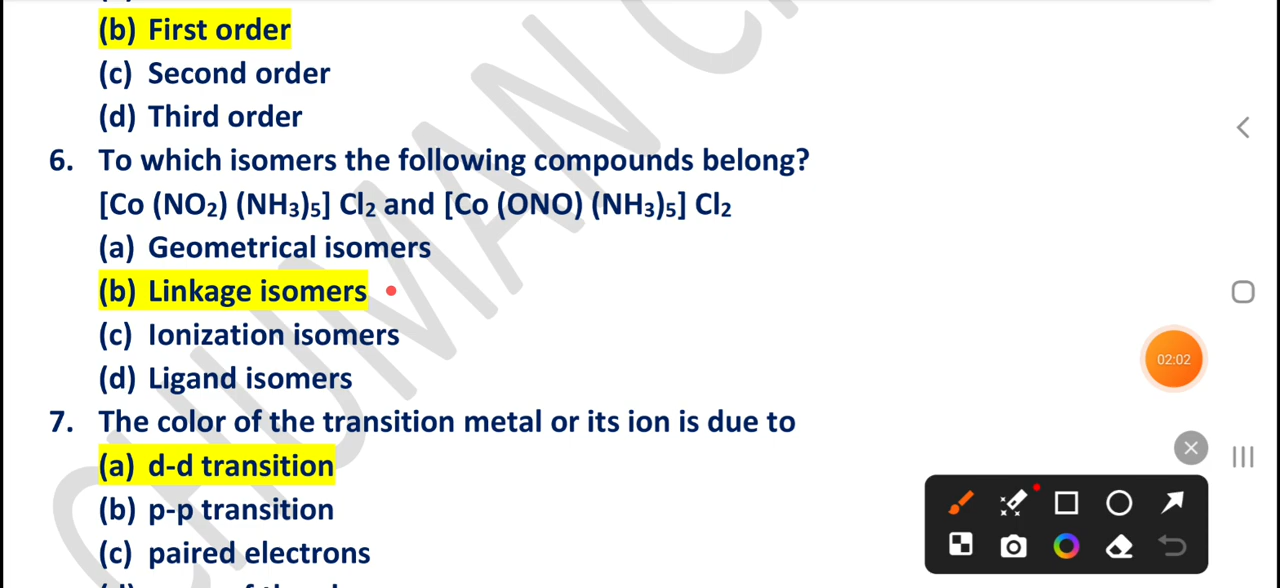 (b) First order
(c) Second order
(d) Third order
6. To which isomers the following compounds belong?
[Co (NO₂) (NH₃)₅] Cl₂ and [Co (ONO) (NH₃)₅] Cl₂
(a) Geometrical isomers
(b) Linkage isomers
(c) Ionization isomers
(d) Ligand isomers
7. The color of the transition metal or its ion is due to
(a) d-d transition
(b) p-p transition
(c) paired electrons
CHUMAN C
02:02